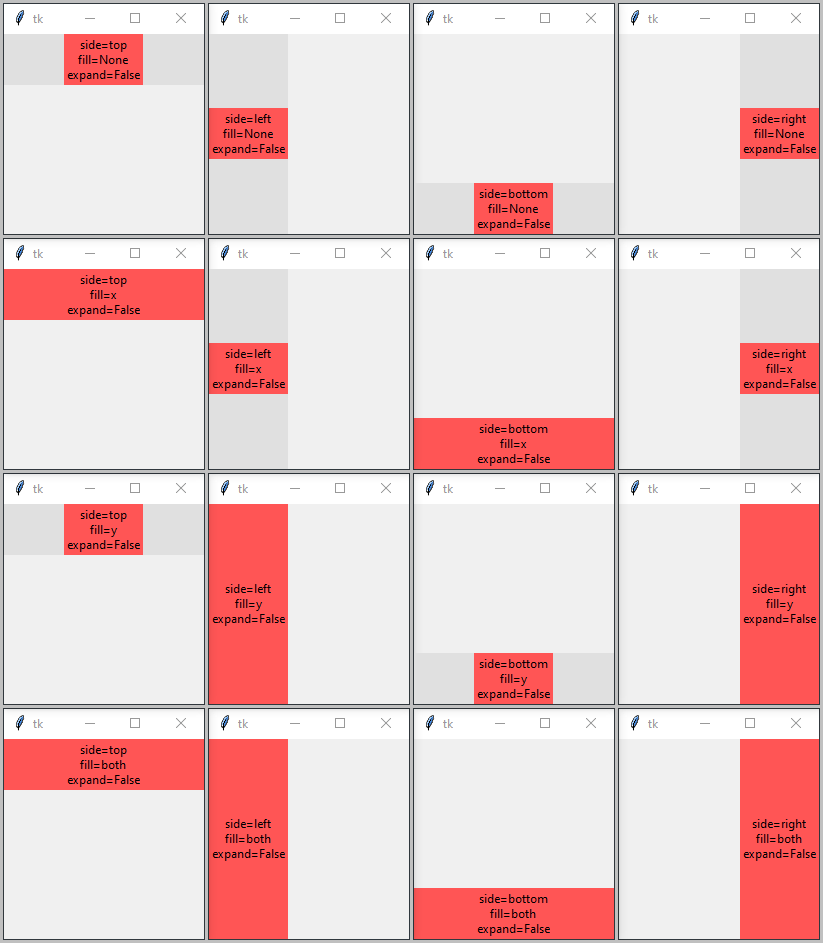 tk
tk
tk
tk
side=top
fill=None
expand=False
side=left
fill=None
expand=False
side=bottom
fill=None
expand=False
side=right
fill=None
expand=False
tk
tk
tk
tk
side=top
fill=x
expand=False
side=left
fill=x
expand=False
side=bottom
fill=x
expand=False
side=right
fill=x
expand=False
tk
tk
tk
tk
side=top
fill=y
expand=False
side=left
fill=y
expand=False
side=bottom
fill=y
expand=False
side=right
fill=y
expand=False
tk
tk
tk
tk
side=top
fill=both
expand=False
side=left
fill=both
expand=False
side=bottom
fill=both
expand=False
side=right
fill=both
expand=False